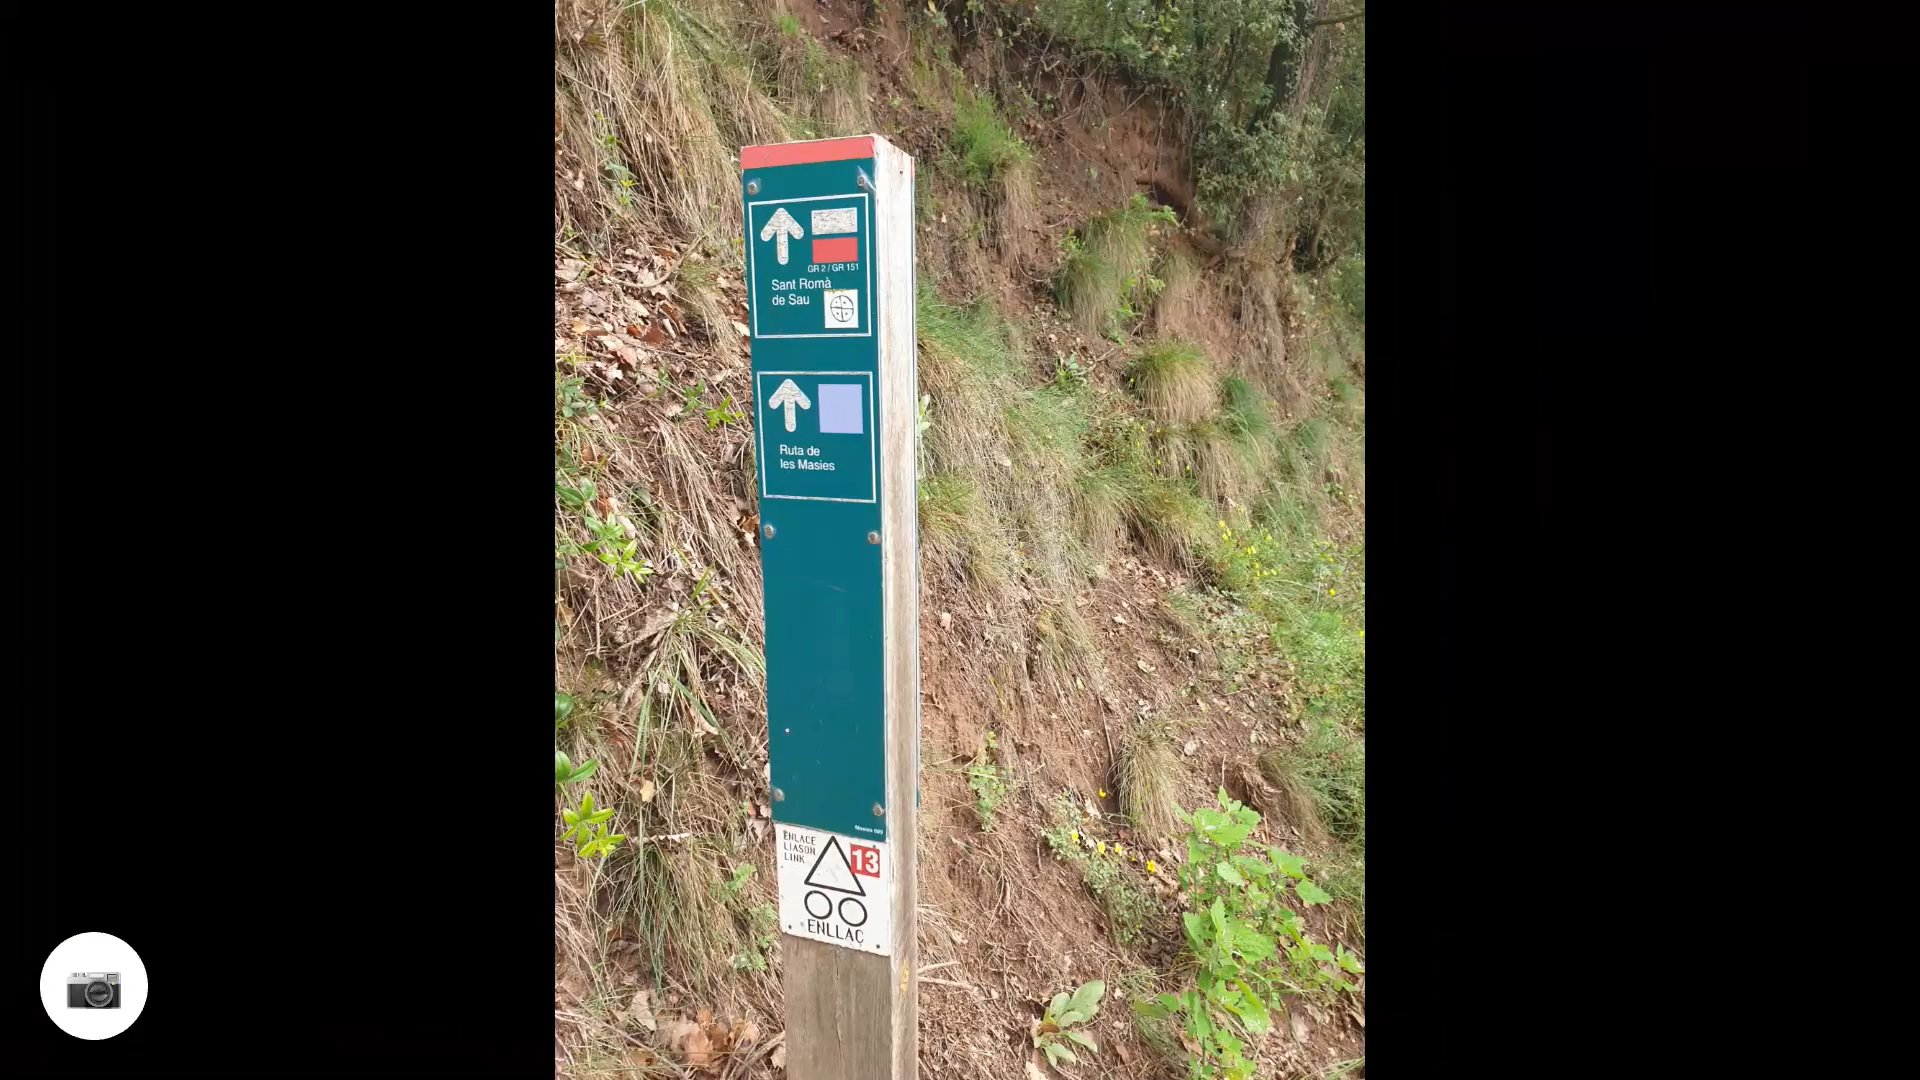 GR 2 / GR 151
Sant Romà
de Sau
Ruta de
les Masies
ENLACE
LIASON
LINK
13
ENLLAÇ